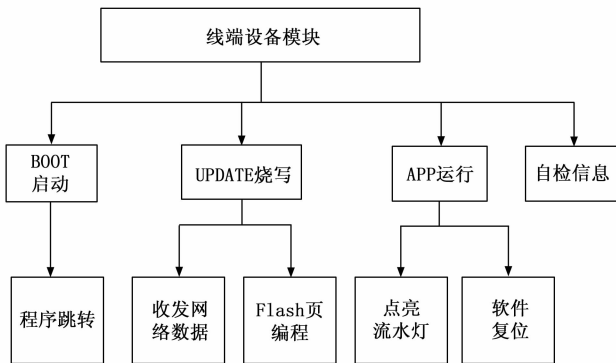 线端设备模块
BOOT
启动
UPDATE烧写
APP运行
自检信息
程序跳转
收发网
络数据
Flash页
编程
点亮
流水灯
软件
复位